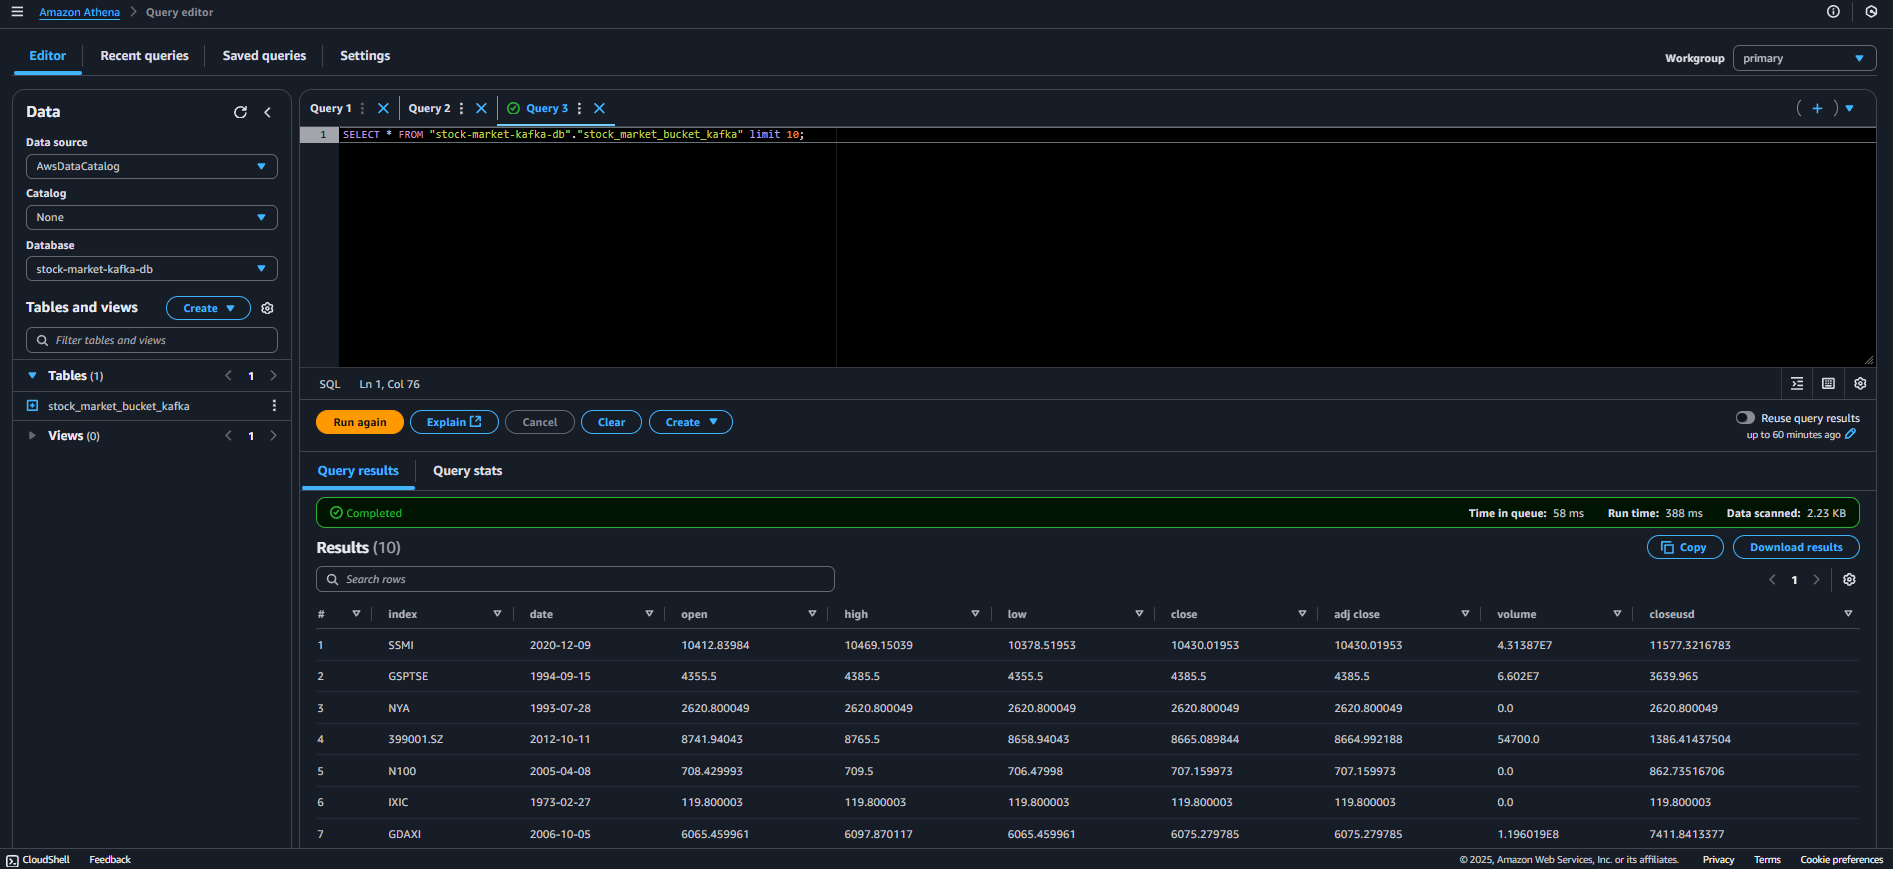 Amazon Athena > Query editor
Editor Recent queries Saved queries Settings
Workgroup primary
Data
Data source
AwsDataCatalog
Catalog
None
Database
stock-market-kafka-db
Tables and views Create
Filter tables and views
Tables (1) < 1 >
stock_market_bucket_kafka
Views (0) < 1 >
Query 1 Query 2 Query 3
1 SELECT * FROM "stock-market-kafka-db"."stock_market_bucket_kafka" limit 10;
SQL Ln 1, Col 76
Run again Explain Cancel Clear Create
Reuse query results
up to 60 minutes ago
Query results Query stats
Completed Time in queue: 58 ms Run time: 388 ms Data scanned: 2.23 KB
Results (10) Copy Download results
Search rows < 1 >
# index date open high low close adj close volume closeusd
1 SSMI 2020-12-09 10412.83984 10469.15039 10378.51953 10430.01953 10430.01953 4.31387E7 11577.3216783
2 GSPTSE 1994-09-15 4355.5 4385.5 4355.5 4385.5 4385.5 6.602E7 3639.965
3 NYA 1993-07-28 2620.800049 2620.800049 2620.800049 2620.800049 2620.800049 0.0 2620.800049
4 399001.SZ 2012-10-11 8741.94043 8765.5 8658.94043 8665.089844 8664.992188 54700.0 1386.41437504
5 N100 2005-04-08 708.429993 709.5 706.47998 707.159973 707.159973 0.0 862.73516706
6 IXIC 1973-02-27 119.800003 119.800003 119.800003 119.800003 119.800003 0.0 119.800003
7 GDAXI 2006-10-05 6065.459961 6097.870117 6065.459961 6075.279785 6075.279785 1.196019E8 7411.8413377
CloudShell Feedback © 2025, Amazon Web Services, Inc. or its affiliates. Privacy Terms Cookie preferences